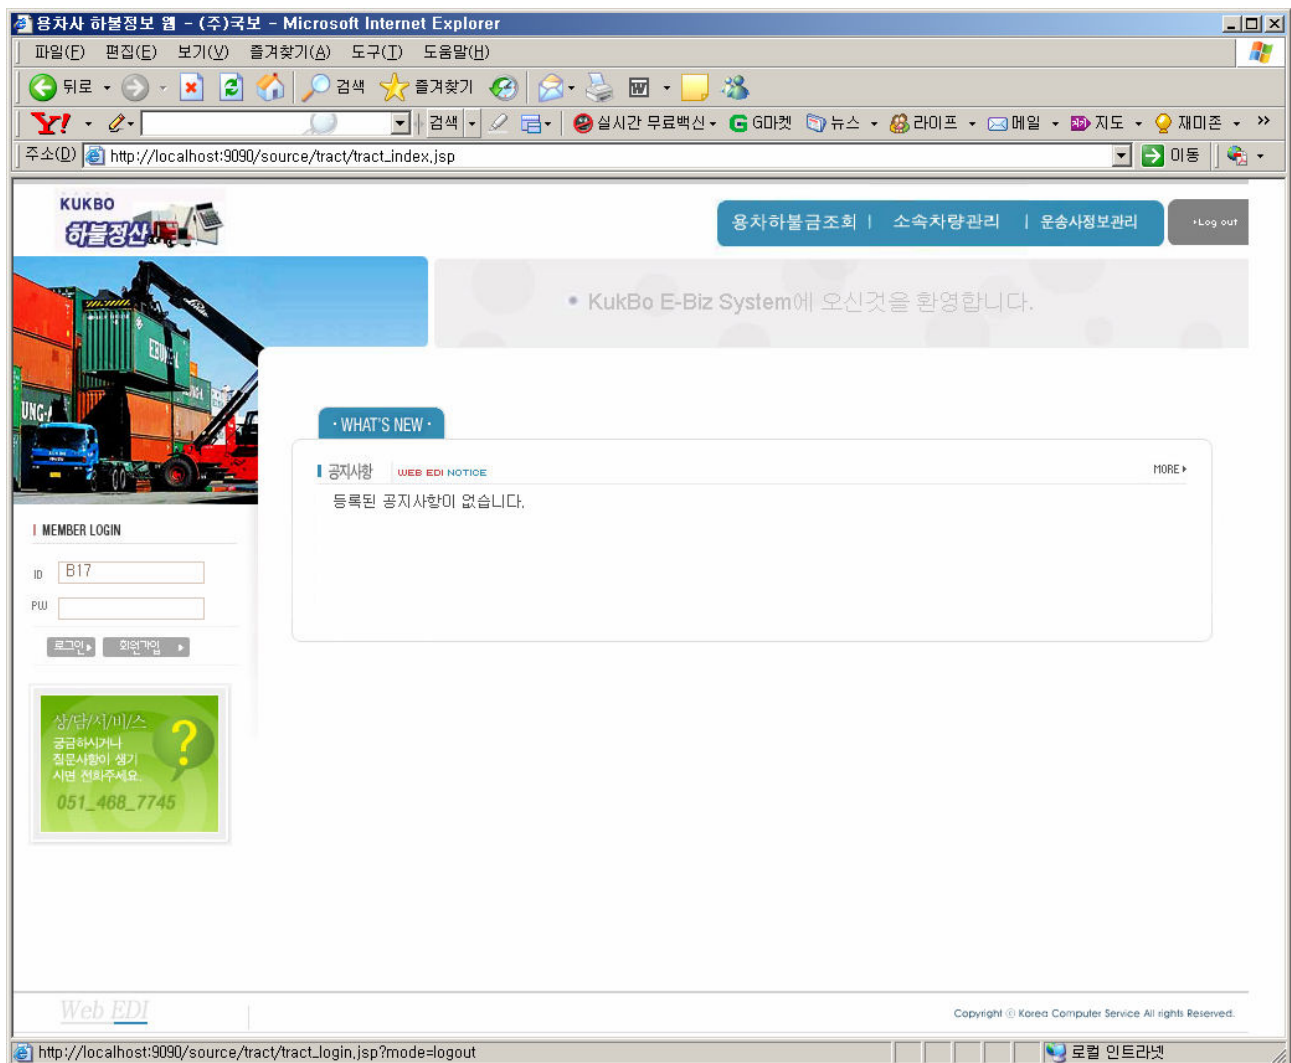 용차사 하불정보 웹 - (주)국보 - Microsoft Internet Explorer
파일(F) 편집(E) 보기(V) 즐겨찾기(A) 도구(T) 도움말(H)
뒤로 검색 즐겨찾기
Y! 검색 실시간 무료백신 G마켓 뉴스 라이프 메일 지도 재미존 »
주소(D) http://localhost:9090/source/tract/tract_index.jsp 이동
KUKBO
하불정산
용차하불금조회 | 소속차량관리 | 운송사정보관리
Log out
• KukBo E-Biz System에 오신것을 환영합니다.
UNG-A
· WHAT'S NEW ·
공지사항 WEB EDI NOTICE MORE
등록된 공지사항이 없습니다.
MEMBER LOGIN
ID B17
PW
로그인 회원가입
상/담/서/비/스
궁금하시거나
질문사항이 생기
시면 전화주세요.
051_468_7745
?
Web EDI
Copyright ⓒ Korea Computer Service All rights Reserved.
http://localhost:9090/source/tract/tract_login.jsp?mode=logout 로컬 인트라넷